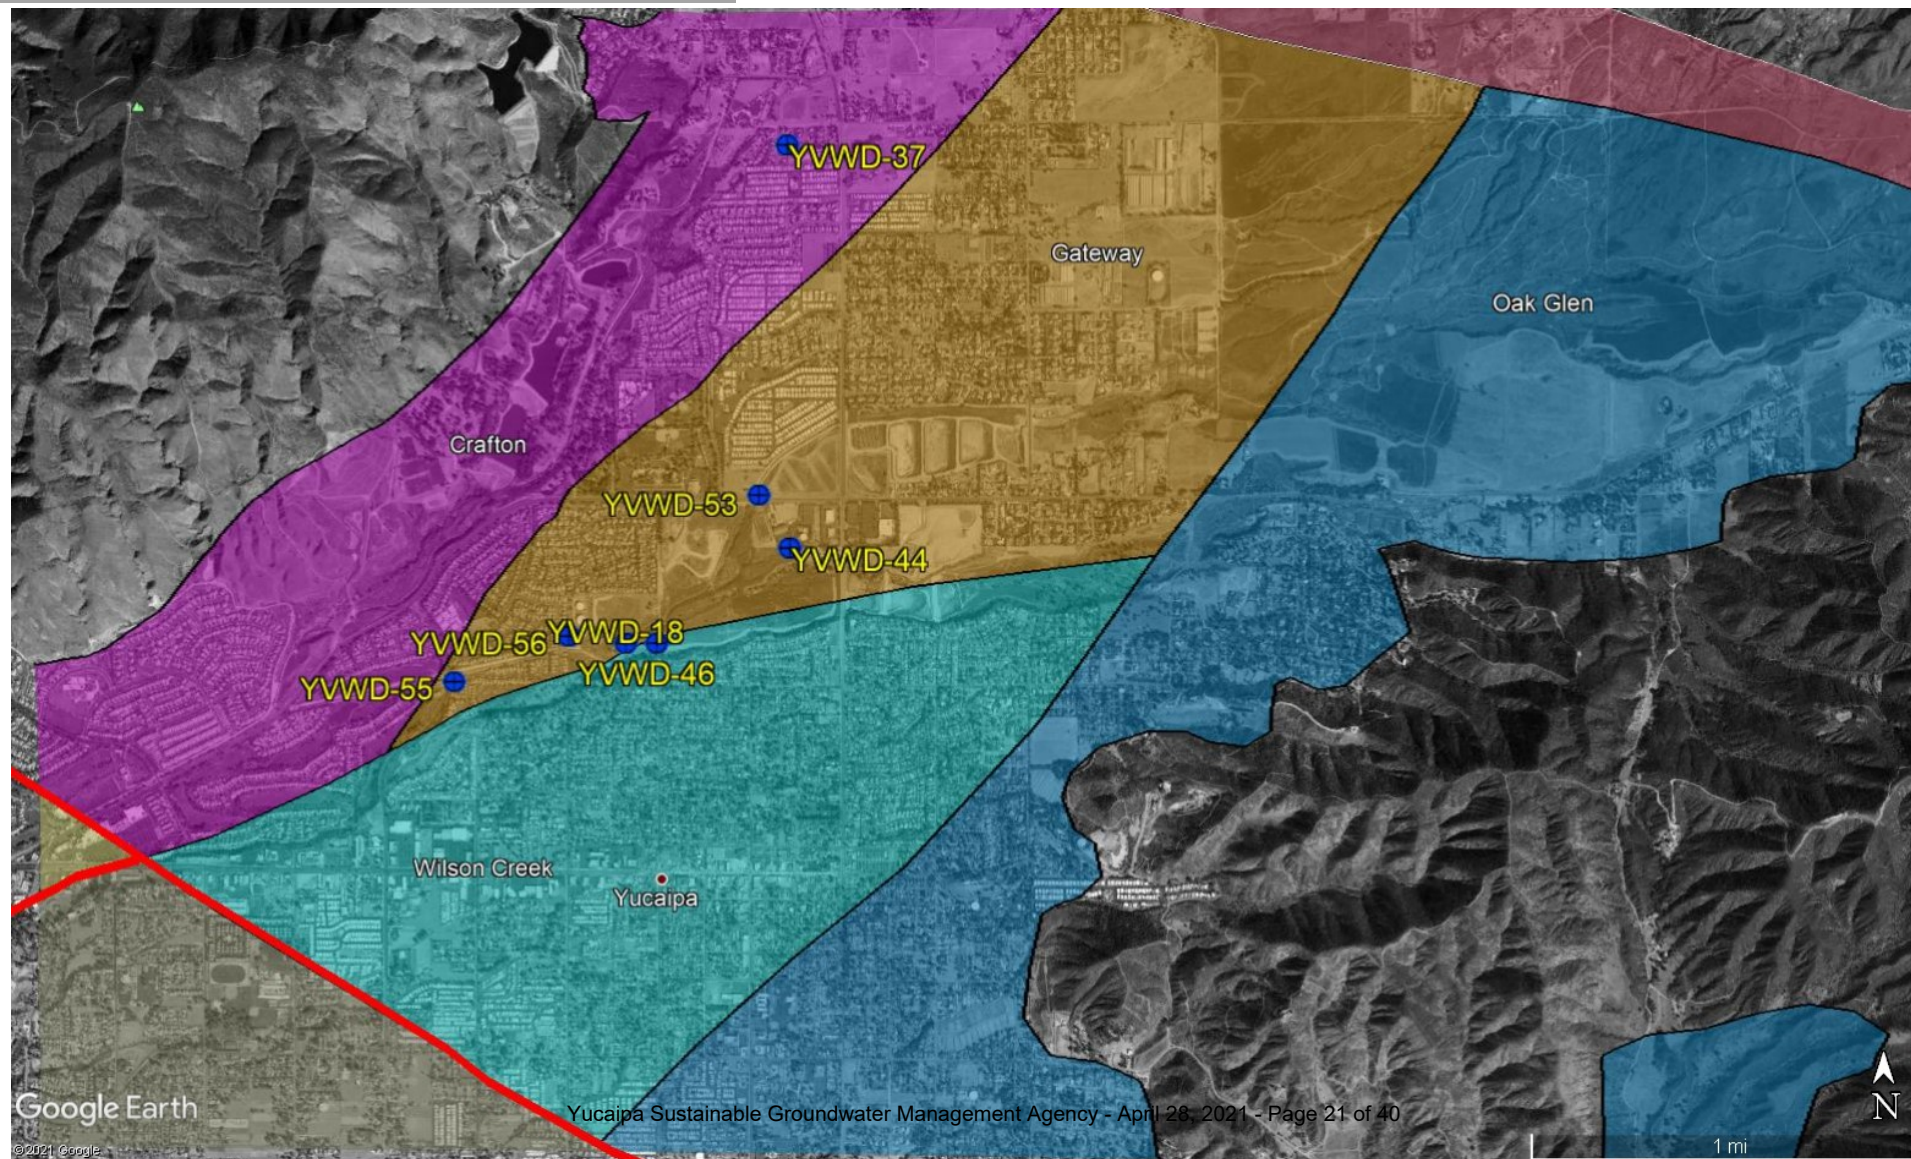 YVWD-37
Gateway
Oak Glen
Crafton
YVWD-53
YVWD-44
YVWD-56
YVWD-18
YVWD-46
YVWD-55
Wilson Creek
Yucaipa
Google Earth
Yucaipa Sustainable Groundwater Management Agency - April 28, 2021 - Page 21 of 40
N
©2021 Google
1 mi